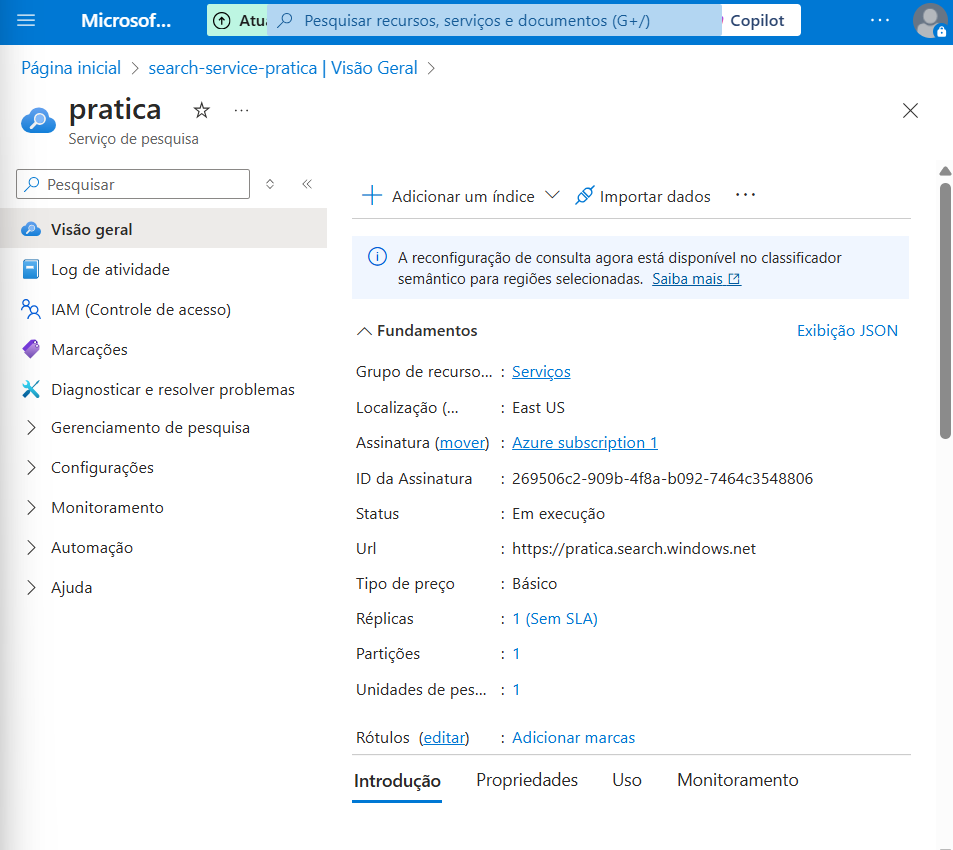 Microsof...
Atua
Pesquisar recursos, serviços e documentos (G+/)
Copilot
Página inicial > search-service-pratica | Visão Geral >
pratica
Serviço de pesquisa
Pesquisar
Visão geral
Log de atividade
IAM (Controle de acesso)
Marcações
Diagnosticar e resolver problemas
Gerenciamento de pesquisa
Configurações
Monitoramento
Automação
Ajuda
Adicionar um índice
Importar dados
A reconfiguração de consulta agora está disponível no classificador
semântico para regiões selecionadas. Saiba mais
Fundamentos
Exibição JSON
Grupo de recurso... : Serviços
Localização (... : East US
Assinatura (mover) : Azure subscription 1
ID da Assinatura : 269506c2-909b-4f8a-b092-7464c3548806
Status : Em execução
Url : https://pratica.search.windows.net
Tipo de preço : Básico
Réplicas : 1 (Sem SLA)
Partições : 1
Unidades de pes... : 1
Rótulos (editar) : Adicionar marcas
Introdução
Propriedades
Uso
Monitoramento